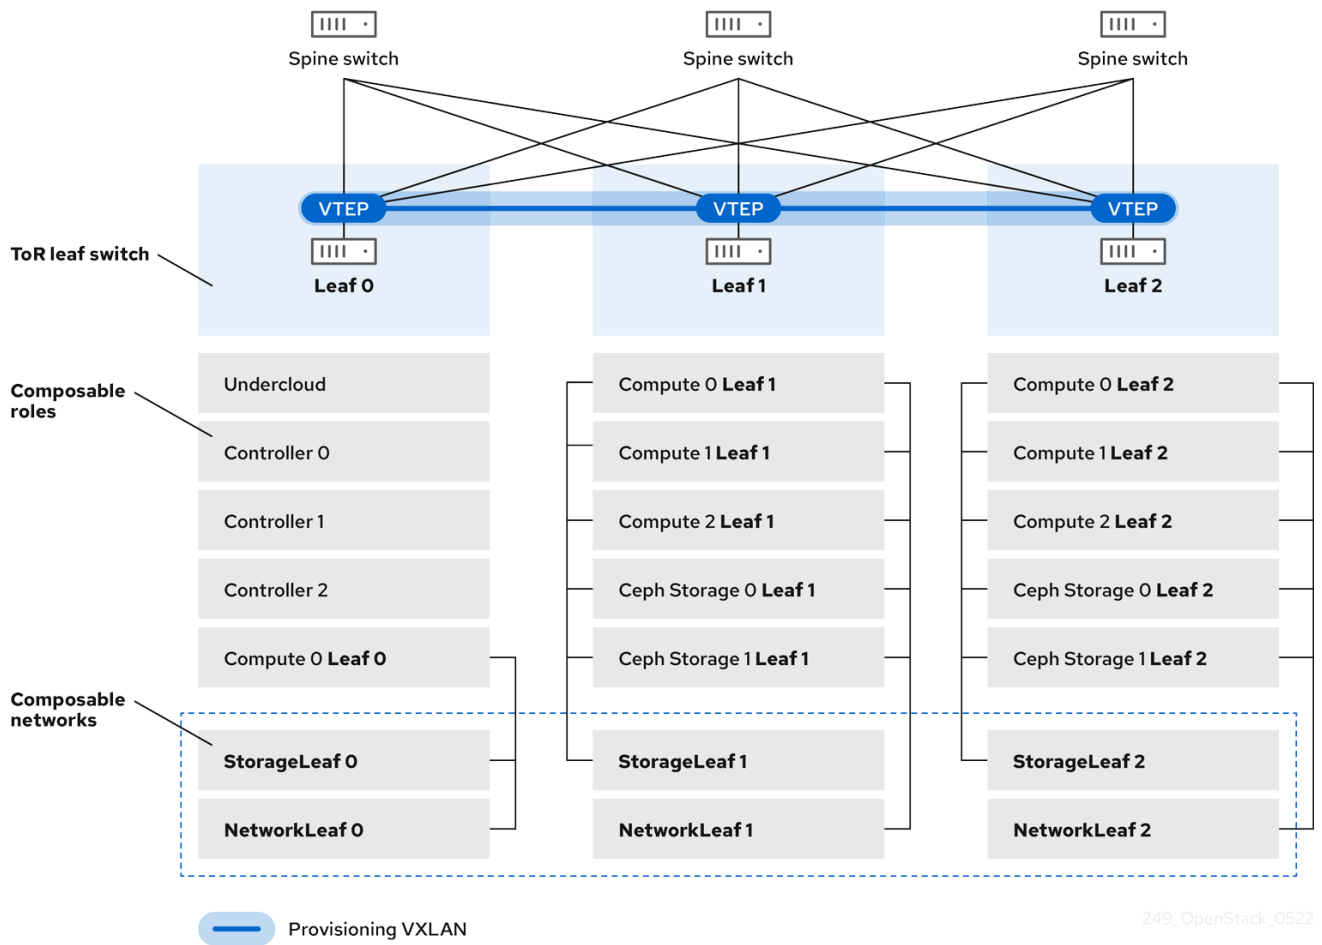 Spine switch
Spine switch
Spine switch
VTEP
VTEP
VTEP
ToR leaf switch
Leaf 0
Leaf 1
Leaf 2
Composable
roles
Undercloud
Controller 0
Controller 1
Controller 2
Compute 0 Leaf 0
Compute 0 Leaf 1
Compute 1 Leaf 1
Compute 2 Leaf 1
Ceph Storage 0 Leaf 1
Ceph Storage 1 Leaf 1
Compute 0 Leaf 2
Compute 1 Leaf 2
Compute 2 Leaf 2
Ceph Storage 0 Leaf 2
Ceph Storage 1 Leaf 2
Composable
networks
StorageLeaf 0
NetworkLeaf 0
StorageLeaf 1
NetworkLeaf 1
StorageLeaf 2
NetworkLeaf 2
Provisioning VXLAN
249_OpenStack_0522